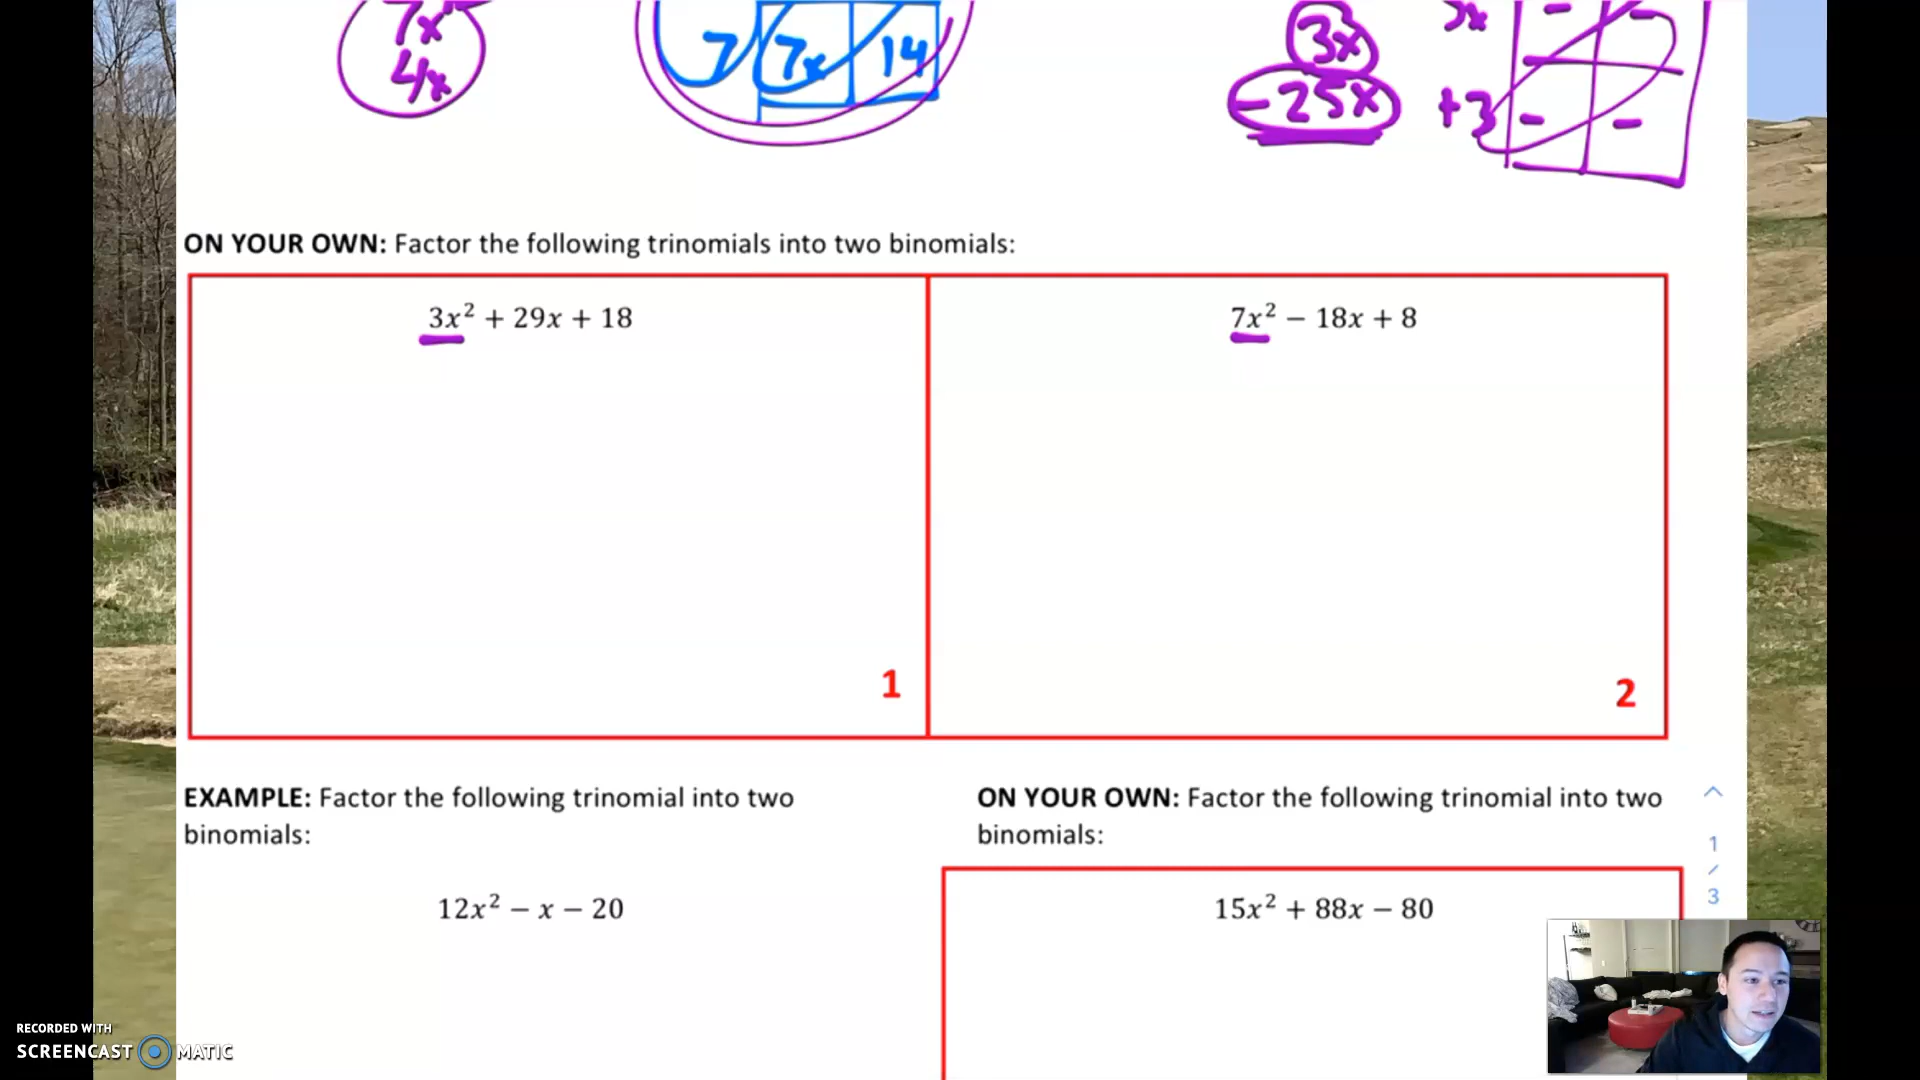 7x
4x
7 7x 14
3x
3x - -
-25x
+3 - -
ON YOUR OWN: Factor the following trinomials into two binomials:
3x² + 29x + 18
7x² − 18x + 8
1
2
EXAMPLE: Factor the following trinomial into two
binomials:
12x² − x − 20
ON YOUR OWN: Factor the following trinomial into two
binomials:
15x² + 88x − 80
1
/
3
RECORDED WITH
SCREENCAST MATIC